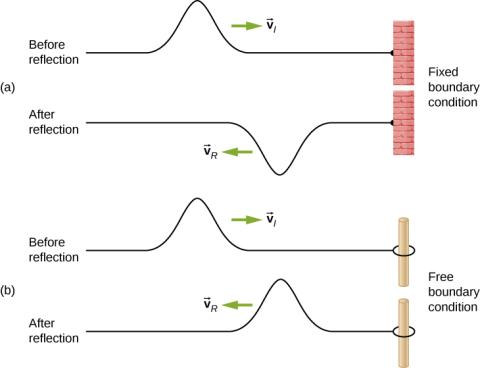 Before
reflection
v⃗I
(a)
Fixed
boundary
condition
After
reflection
v⃗R
Before
reflection
v⃗I
(b)
Free
boundary
condition
After
reflection
v⃗R